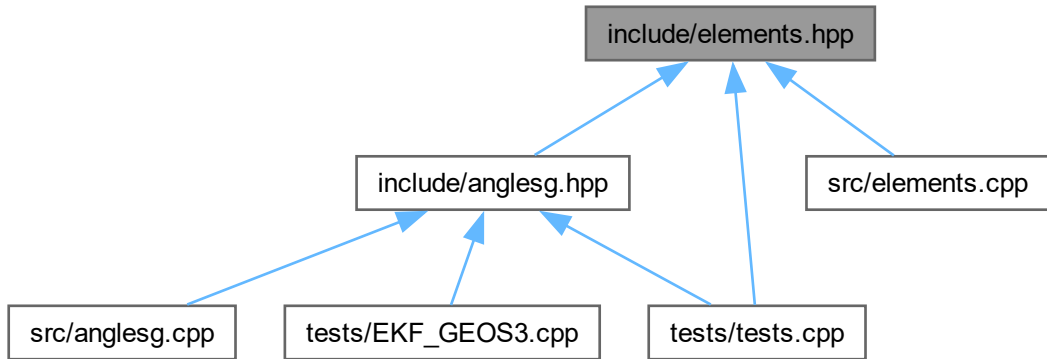 include/elements.hpp
include/anglesg.hpp
src/elements.cpp
src/anglesg.cpp
tests/EKF_GEOS3.cpp
tests/tests.cpp